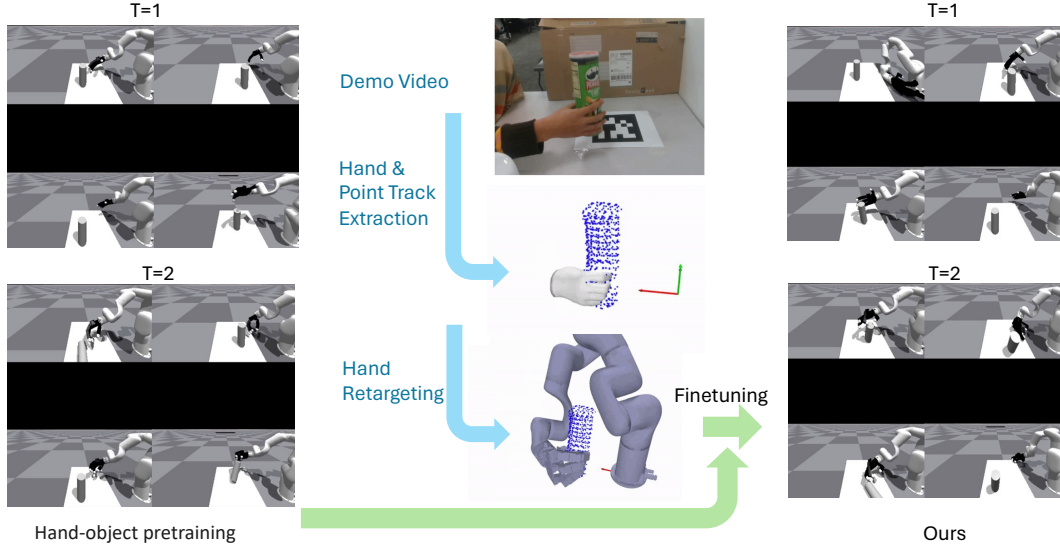 T=1
T=2
Hand-object pretraining
Demo Video
Hand &
Point Track
Extraction
Hand
Retargeting
Finetuning
T=1
T=2
Ours